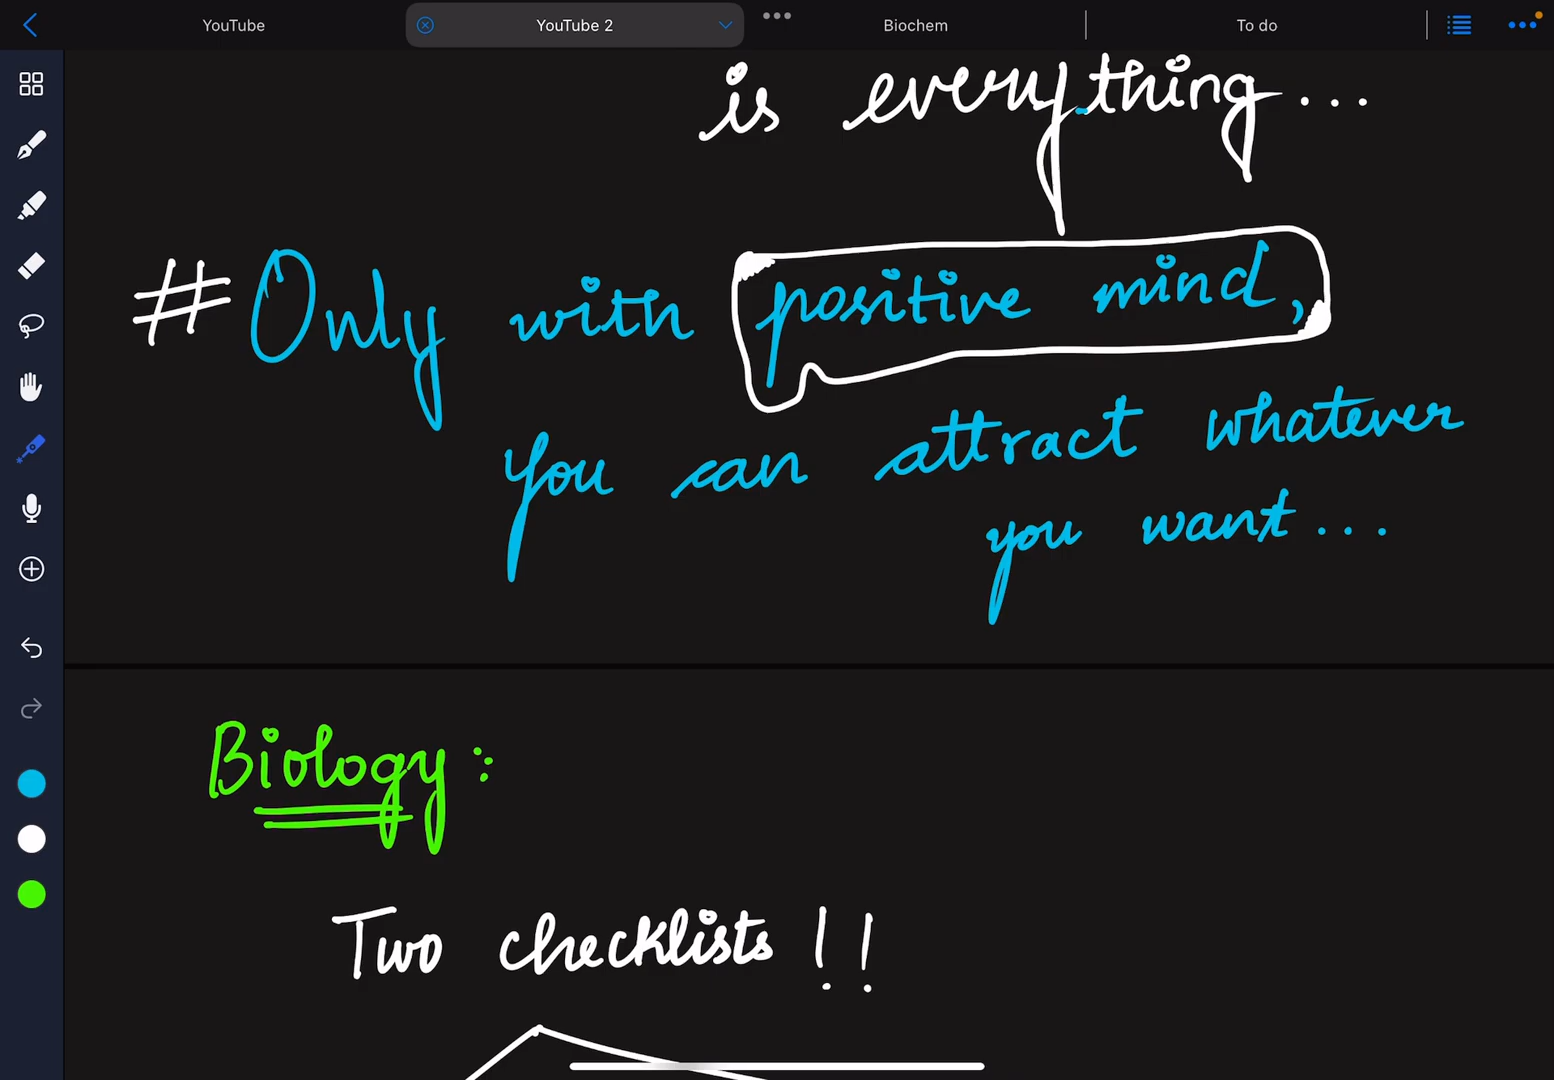 YouTube YouTube 2 Biochem To do
is everything...
# Only with positive mind,
you can attract whatever
you want...
Biology :
Two checklists !!